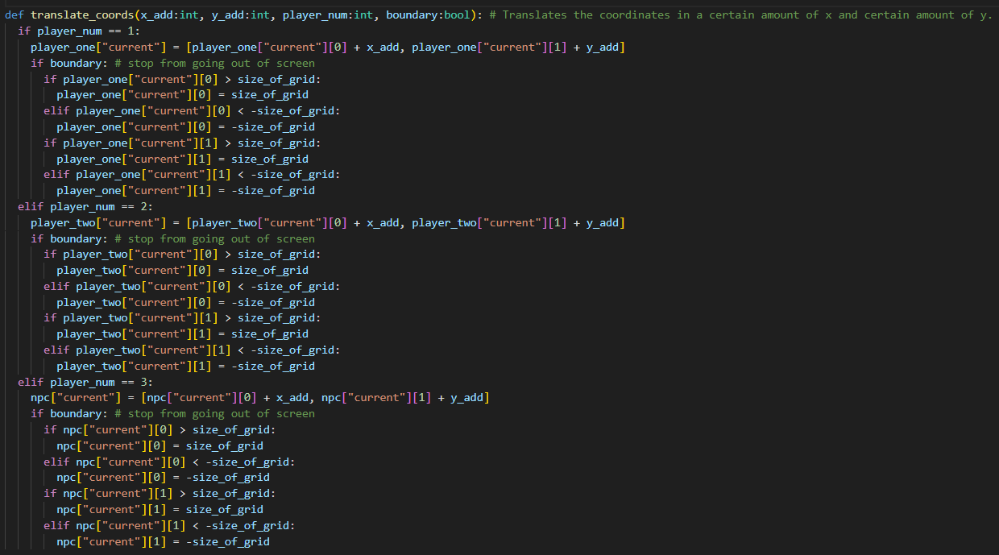 def translate_coords(x_add:int, y_add:int, player_num:int, boundary:bool): # Translates the coordinates in a certain amount of x and certain amount of y.
  if player_num == 1:
    player_one["current"] = [player_one["current"][0] + x_add, player_one["current"][1] + y_add]
    if boundary: # stop from going out of screen
      if player_one["current"][0] > size_of_grid:
        player_one["current"][0] = size_of_grid
      elif player_one["current"][0] < -size_of_grid:
        player_one["current"][0] = -size_of_grid
      if player_one["current"][1] > size_of_grid:
        player_one["current"][1] = size_of_grid
      elif player_one["current"][1] < -size_of_grid:
        player_one["current"][1] = -size_of_grid
  elif player_num == 2:
    player_two["current"] = [player_two["current"][0] + x_add, player_two["current"][1] + y_add]
    if boundary: # stop from going out of screen
      if player_two["current"][0] > size_of_grid:
        player_two["current"][0] = size_of_grid
      elif player_two["current"][0] < -size_of_grid:
        player_two["current"][0] = -size_of_grid
      if player_two["current"][1] > size_of_grid:
        player_two["current"][1] = size_of_grid
      elif player_two["current"][1] < -size_of_grid:
        player_two["current"][1] = -size_of_grid
  elif player_num == 3:
    npc["current"] = [npc["current"][0] + x_add, npc["current"][1] + y_add]
    if boundary: # stop from going out of screen
      if npc["current"][0] > size_of_grid:
        npc["current"][0] = size_of_grid
      elif npc["current"][0] < -size_of_grid:
        npc["current"][0] = -size_of_grid
      if npc["current"][1] > size_of_grid:
        npc["current"][1] = size_of_grid
      elif npc["current"][1] < -size_of_grid:
        npc["current"][1] = -size_of_grid